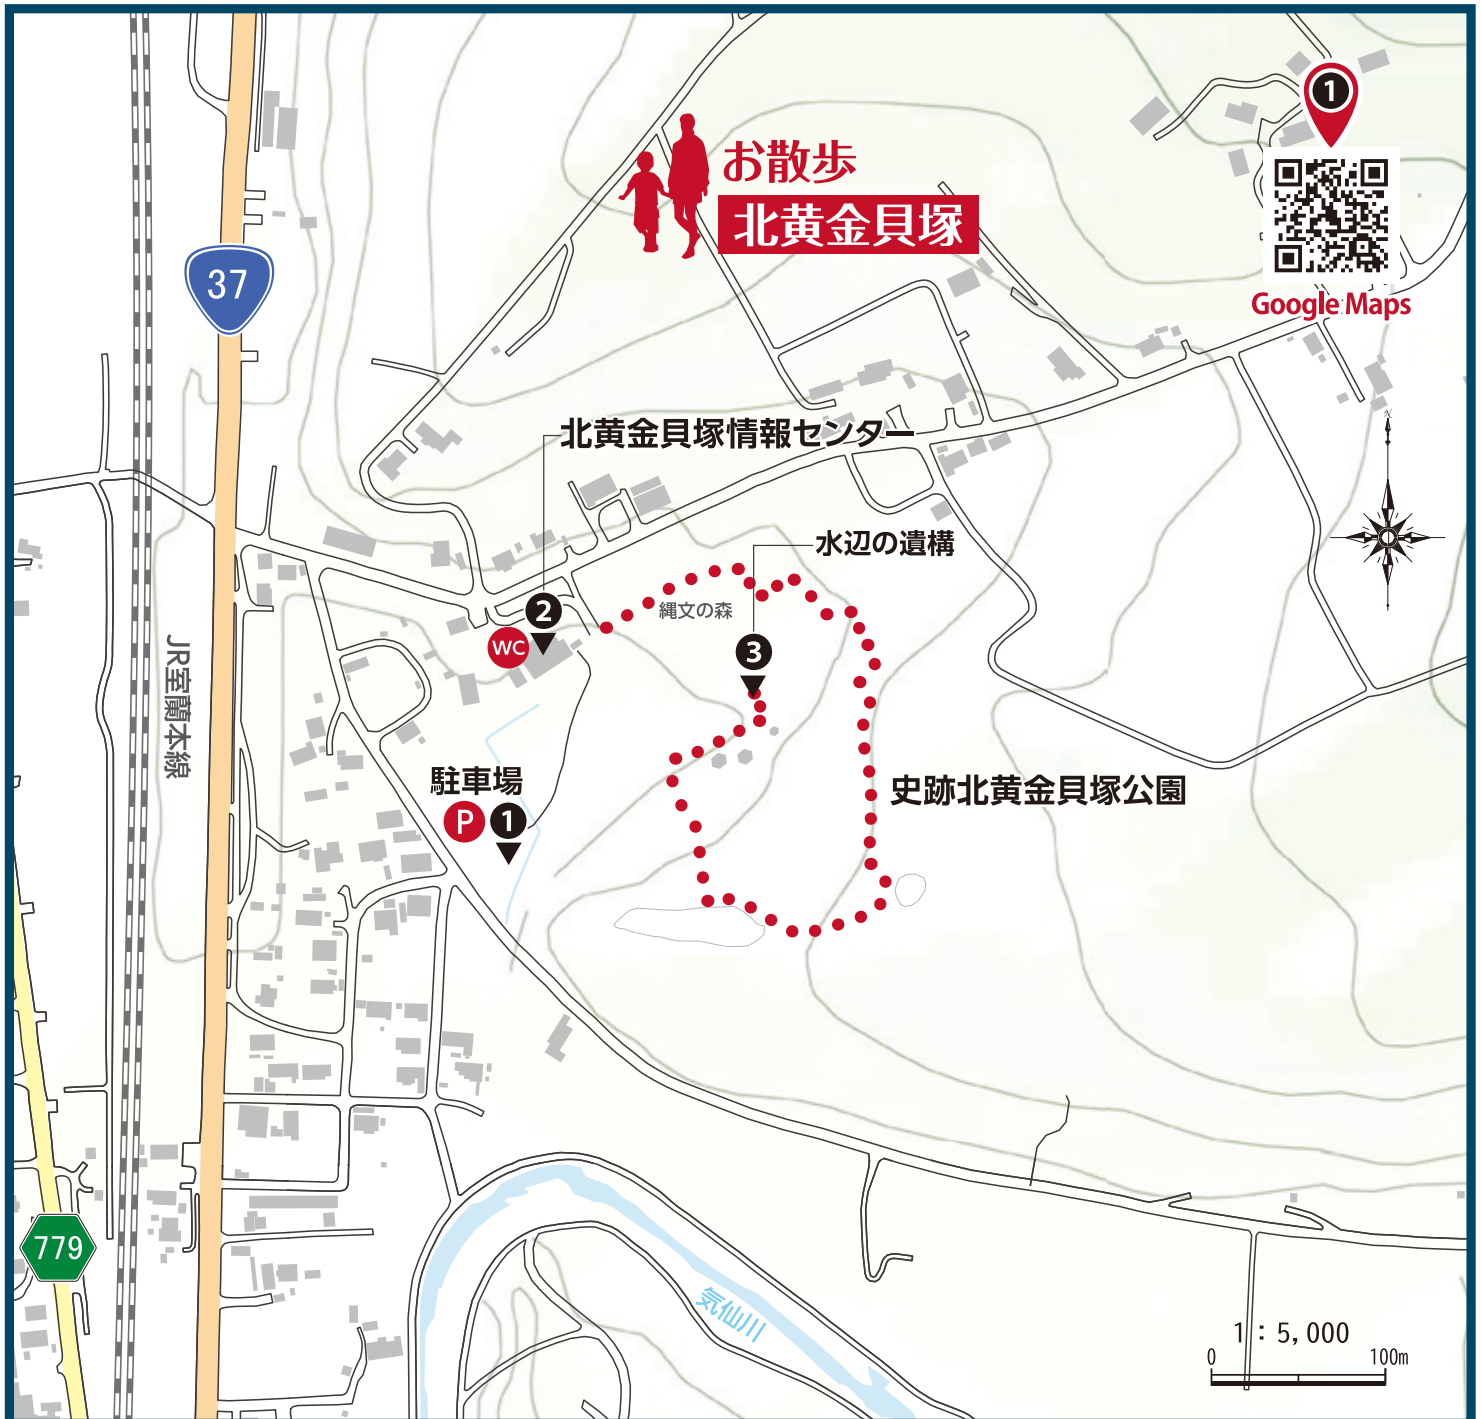 お散歩
北黄金貝塚
1
Google Maps
37
N
北黄金貝塚情報センター
水辺の遺構
縄文の森
2
WC
3
JR室蘭本線
駐車場
P 1
史跡北黄金貝塚公園
779
気仙川
1：5,000
0 100m